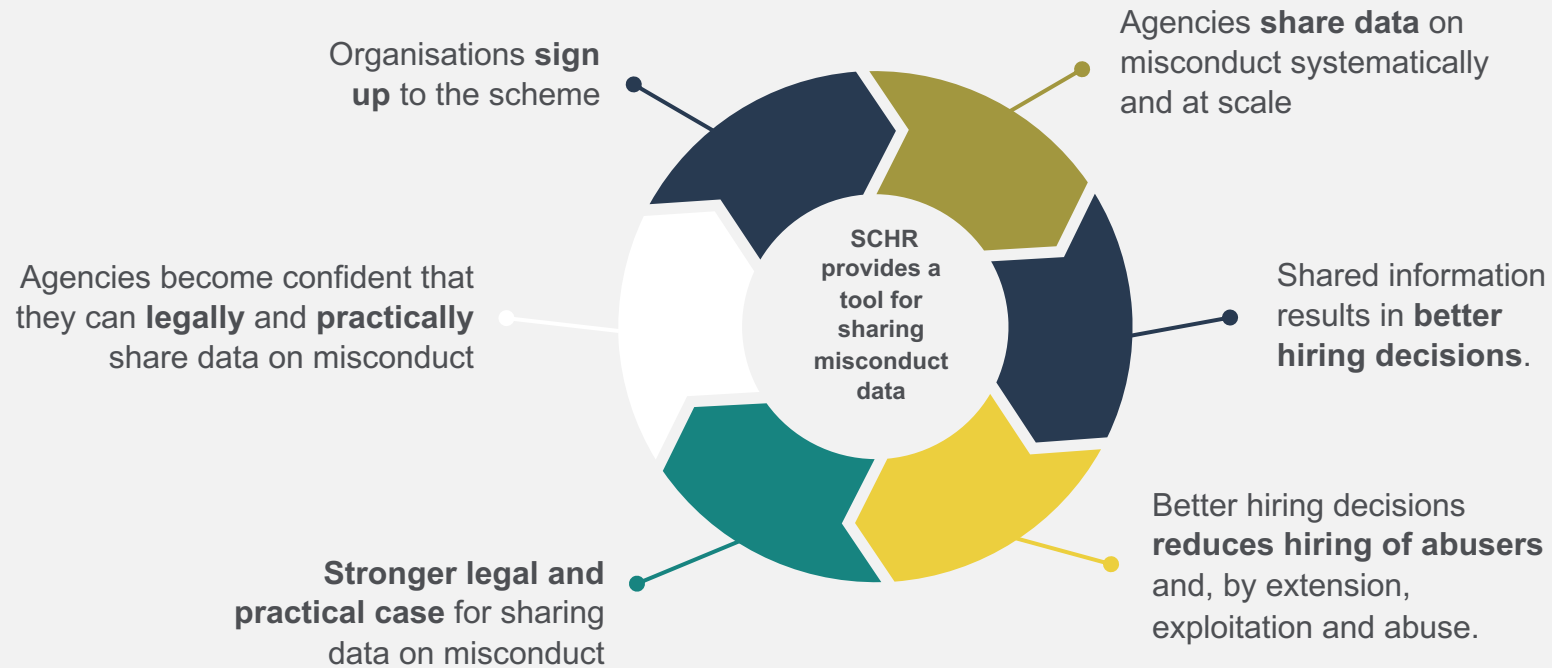 Organisations sign
up to the scheme
Agencies share data on
misconduct systematically
and at scale
Shared information
results in better
hiring decisions.
Better hiring decisions
reduces hiring of abusers
and, by extension,
exploitation and abuse.
Stronger legal and
practical case for sharing
data on misconduct
Agencies become confident that
they can legally and practically
share data on misconduct
SCHR
provides a
tool for
sharing
misconduct
data